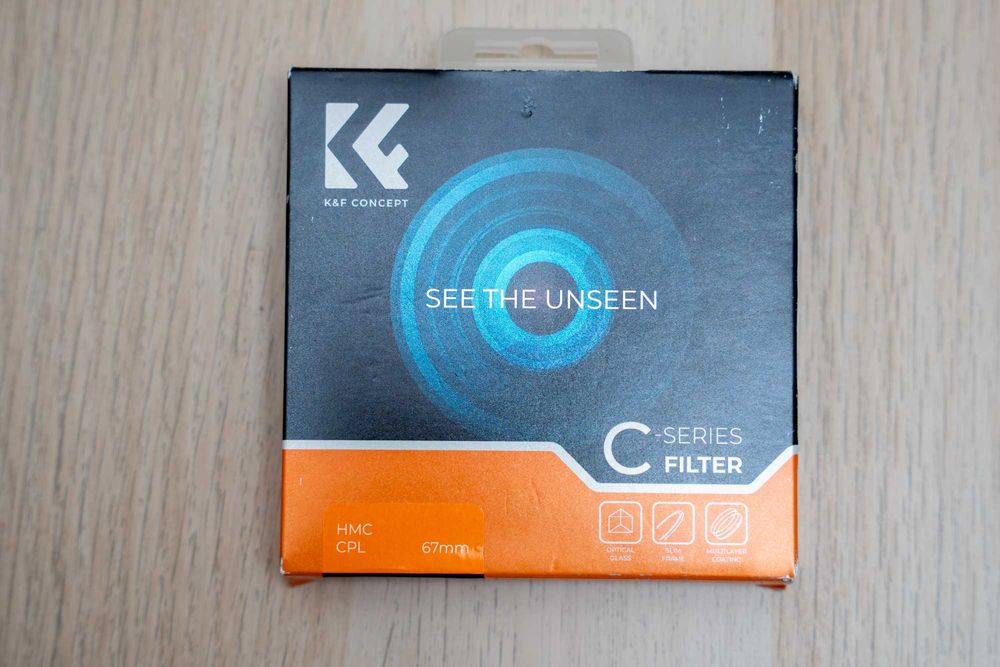 K&F CONCEPT
SEE THE UNSEEN
C-SERIES
FILTER
HMC
CPL 67mm
OPTICAL GLASS
SLIM FRAME
MULTILAYER COATING